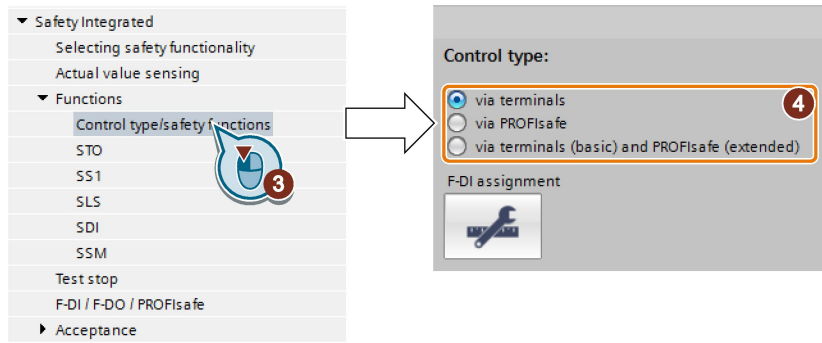 Safety Integrated
Selecting safety functionality
Actual value sensing
Functions
Control type/safety functions
STO
SS1
SLS
SDI
SSM
Test stop
F-DI / F-DO / PROFIsafe
Acceptance
3
Control type:
via terminals
via PROFIsafe
via terminals (basic) and PROFIsafe (extended)
4
F-DI assignment